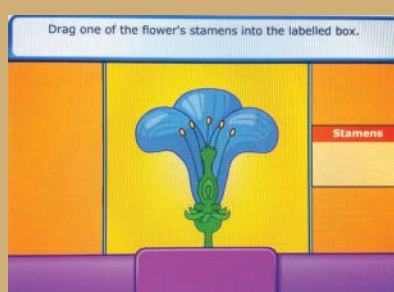 Drag one of the flower's stamens into the labelled box.
Stamens